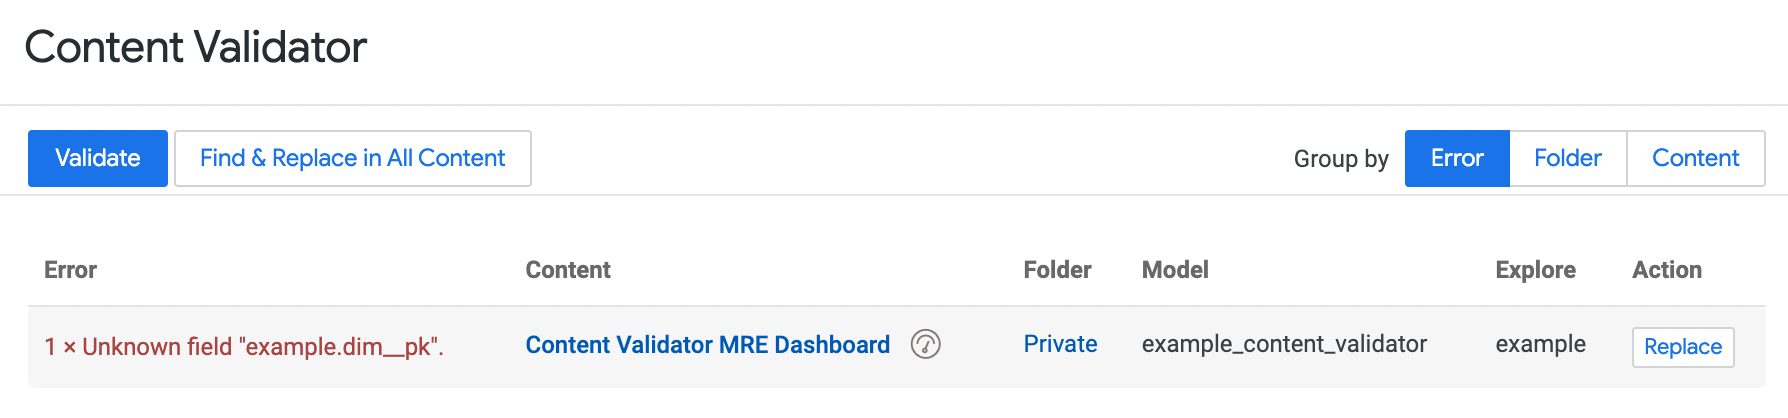 Content Validator
Validate Find & Replace in All Content Group by Error Folder Content
Error Content Folder Model Explore Action
1 × Unknown field "example.dim__pk". Content Validator MRE Dashboard Private example_content_validator example Replace